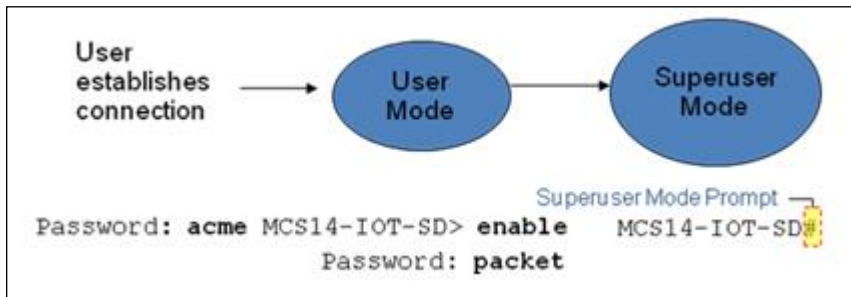 User
establishes
connection
User
Mode
Superuser
Mode
Superuser Mode Prompt
Password: acme MCS14-IOT-SD> enable MCS14-IOT-SD#
Password: packet